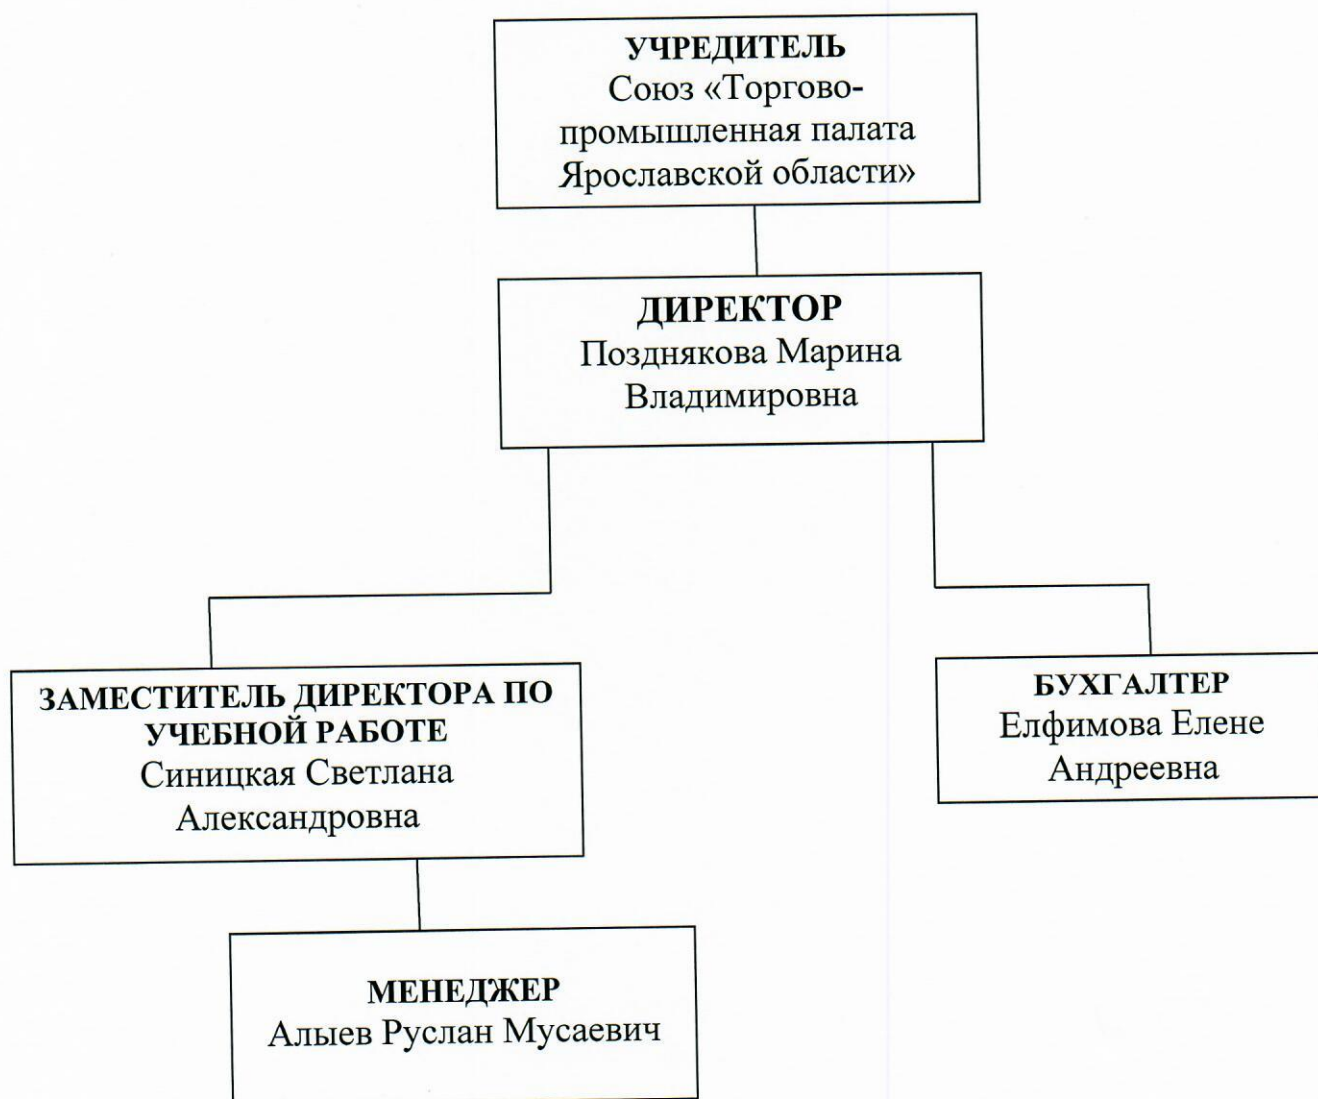 УЧРЕДИТЕЛЬ
Союз «Торгово-
промышленная палата
Ярославской области»
ДИРЕКТОР
Позднякова Марина
Владимировна
ЗАМЕСТИТЕЛЬ ДИРЕКТОРА ПО
УЧЕБНОЙ РАБОТЕ
Синицкая Светлана
Александровна
БУХГАЛТЕР
Елфимова Елене
Андреевна
МЕНЕДЖЕР
Алыев Руслан Мусаевич